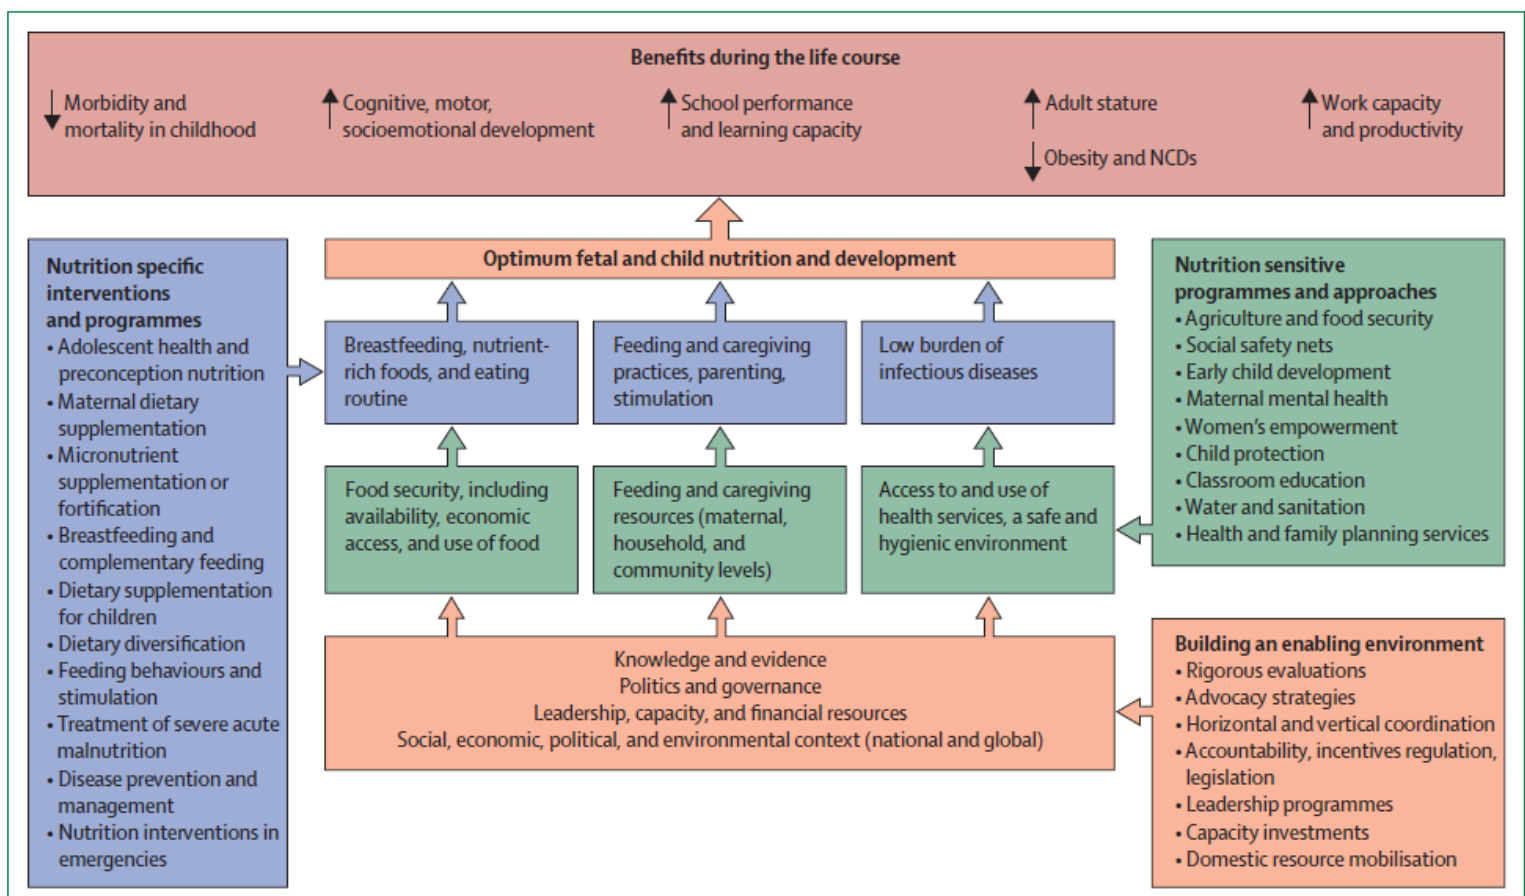 Benefits during the life course
Morbidity and
mortality in childhood
Cognitive, motor,
socioemotional development
School performance
and learning capacity
Adult stature
Obesity and NCDs
Work capacity
and productivity
Nutrition specific
interventions
and programmes
• Adolescent health and
preconception nutrition
• Maternal dietary
supplementation
• Micronutrient
supplementation or
fortification
• Breastfeeding and
complementary feeding
• Dietary supplementation
for children
• Dietary diversification
• Feeding behaviours and
stimulation
• Treatment of severe acute
malnutrition
• Disease prevention and
management
• Nutrition interventions in
emergencies
Optimum fetal and child nutrition and development
Breastfeeding, nutrient-
rich foods, and eating
routine
Feeding and caregiving
practices, parenting,
stimulation
Low burden of
infectious diseases
Food security, including
availability, economic
access, and use of food
Feeding and caregiving
resources (maternal,
household, and
community levels)
Access to and use of
health services, a safe and
hygienic environment
Knowledge and evidence
Politics and governance
Leadership, capacity, and financial resources
Social, economic, political, and environmental context (national and global)
Nutrition sensitive
programmes and approaches
• Agriculture and food security
• Social safety nets
• Early child development
• Maternal mental health
• Women's empowerment
• Child protection
• Classroom education
• Water and sanitation
• Health and family planning services
Building an enabling environment
• Rigorous evaluations
• Advocacy strategies
• Horizontal and vertical coordination
• Accountability, incentives regulation,
legislation
• Leadership programmes
• Capacity investments
• Domestic resource mobilisation